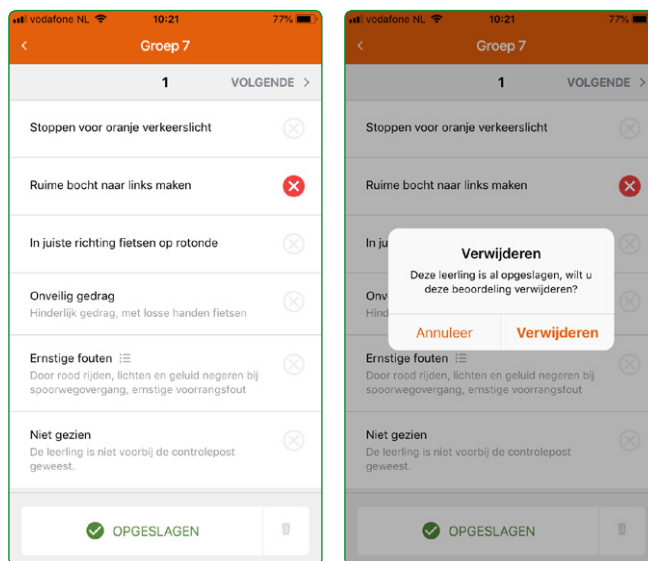 vodafone NL 10:21 77%
Groep 7
1 VOLGENDE >
Stoppen voor oranje verkeerslicht
Ruime bocht naar links maken
In juiste richting fietsen op rotonde
Onveilig gedrag
Hinderlijk gedrag, met losse handen fietsen
Ernstige fouten
Door rood rijden, lichten en geluid negeren bij
spoorwegovergang, ernstige voorrangsfout
Niet gezien
De leerling is niet voorbij de controlepost
geweest.
OPGESLAGEN
vodafone NL 10:21 77%
Groep 7
1 VOLGENDE >
Stoppen voor oranje verkeerslicht
Ruime bocht naar links maken
In ju
Verwijderen
Deze leerling is al opgeslagen, wilt u
deze beoordeling verwijderen?
Annuleer Verwijderen
Onv
Hind
Ernstige fouten
Door rood rijden, lichten en geluid negeren bij
spoorwegovergang, ernstige voorrangsfout
Niet gezien
De leerling is niet voorbij de controlepost
geweest.
OPGESLAGEN